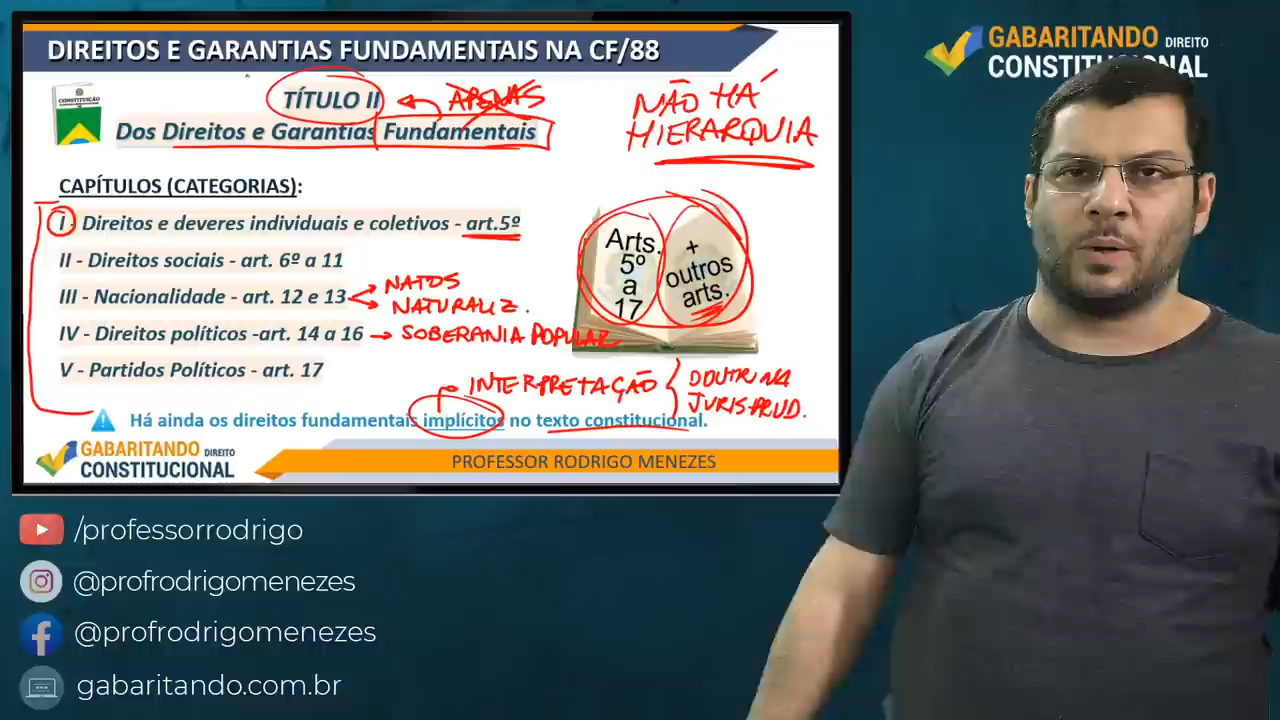 DIREITOS E GARANTIAS FUNDAMENTAIS NA CF/88
GABARITANDO DIREITO
CONSTITUCIONAL
CONSTITUIÇÃO
TÍTULO II
APENAS
Dos Direitos e Garantias Fundamentais
NÃO HÁ
HIERARQUIA
CAPÍTULOS (CATEGORIAS):
I - Direitos e deveres individuais e coletivos - art.5º
II - Direitos sociais - art. 6º a 11
III - Nacionalidade - art. 12 e 13
NATOS
NATURALIZ.
IV - Direitos políticos -art. 14 a 16
SOBERANIA POPULAR
V - Partidos Políticos - art. 17
Arts.
5º
a
17
+
outros
arts.
INTERPRETAÇÃO
DOUTRINA
JURISPRUD.
Há ainda os direitos fundamentais implícitos no texto constitucional.
GABARITANDO DIREITO
CONSTITUCIONAL
PROFESSOR RODRIGO MENEZES
/professorrodrigo
@profrodrigomenezes
@profrodrigomenezes
gabaritando.com.br